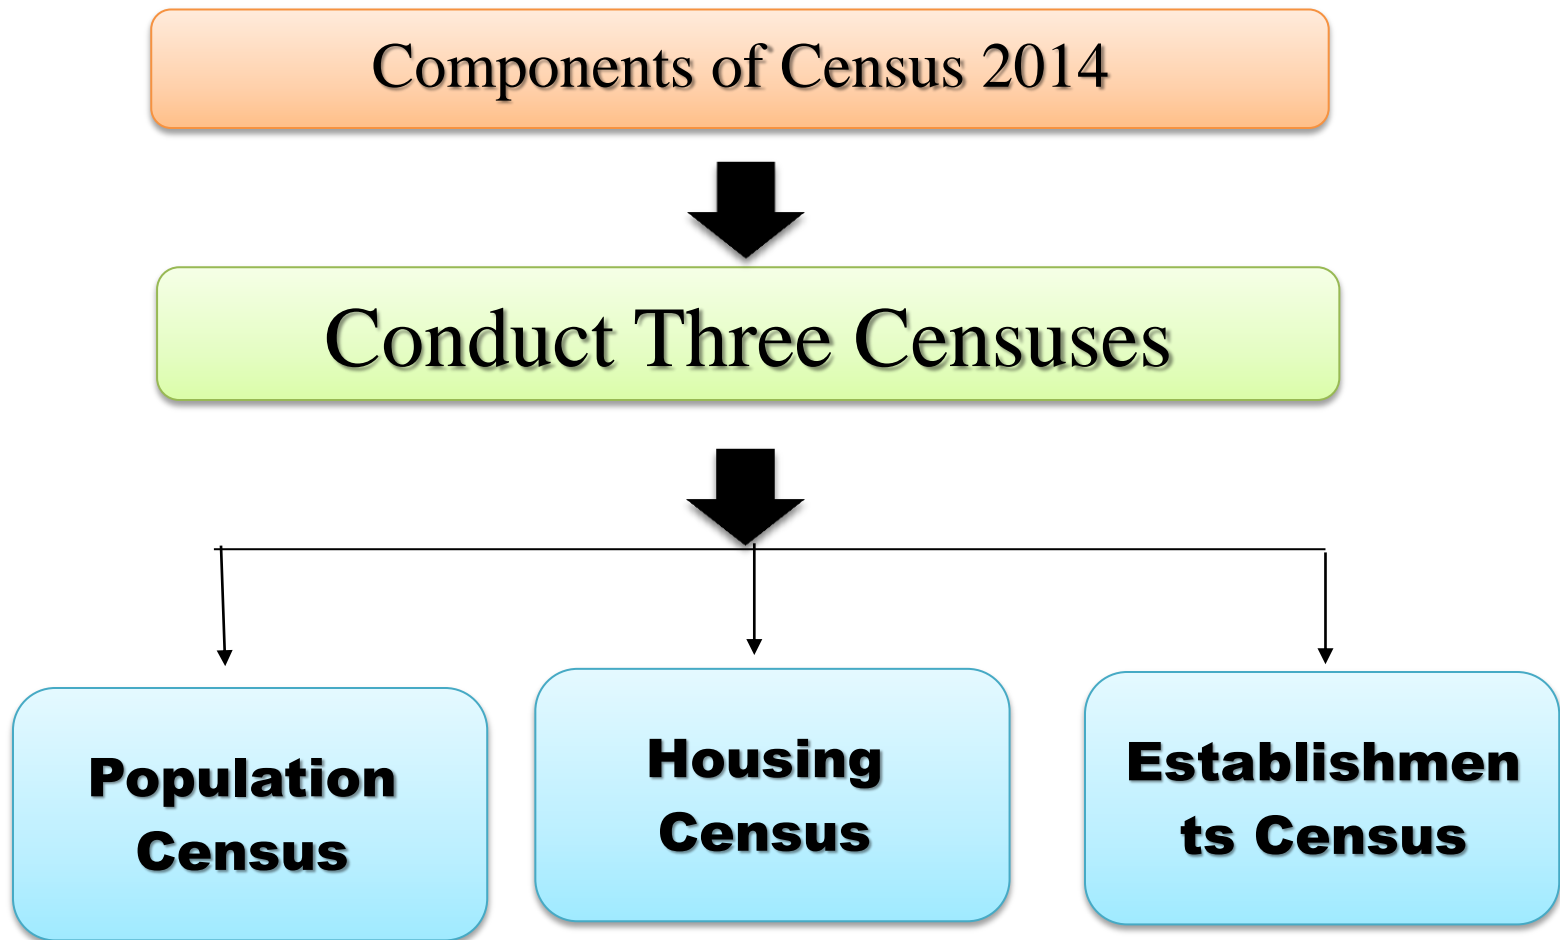 Components of Census 2014
Conduct Three Censuses
Population
Census
Housing
Census
Establishmen
ts Census